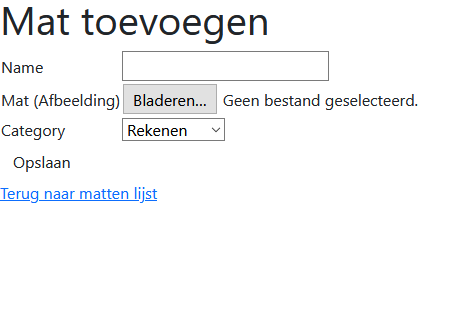 Mat toevoegen
Name
Mat (Afbeelding) Bladeren... Geen bestand geselecteerd.
Category Rekenen
Opslaan
Terug naar matten lijst